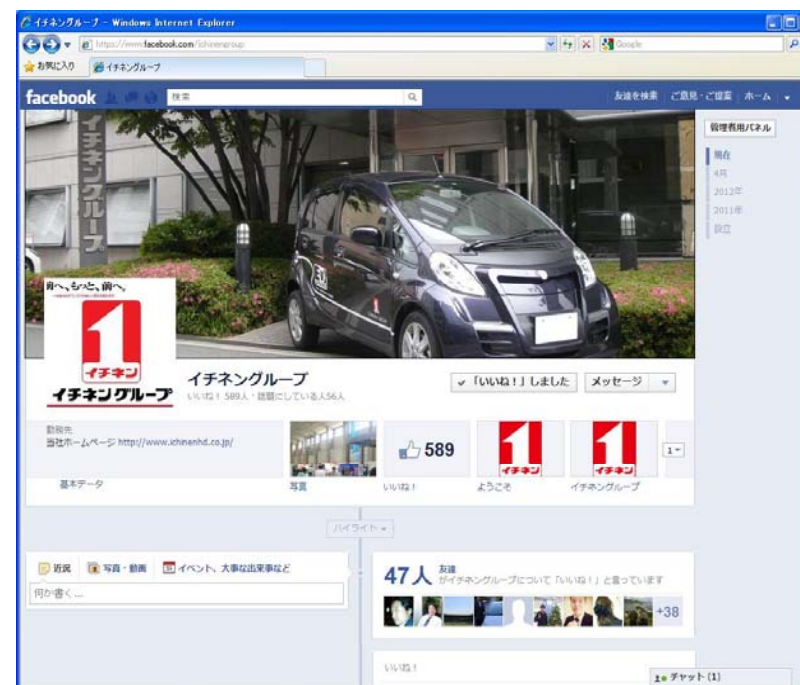 イチネングループ - Windows Internet Explorer
https://www.facebook.com/ichinengroup
Google
お気に入り
イチネングループ
facebook
検索
友達を検索
ご意見・ご提案
ホーム
管理者用パネル
現在
4月
2012年
2011年
設立
イチネングループ
EV
前へ、もっと、前へ。
1
イチネン
イチネングループ
イチネングループ
いいね! 589人・話題にしている人56人
✓「いいね!」しました
メッセージ
勤務先
当社ホームページ http://www.ichinenhd.co.jp/
基本データ
589
1
イチネン
1
イチネン
1
写真
いいね!
ようこそ
イチネングループ
ハイライト
近況
写真・動画
イベント、大事な出来事など
何か書く...
47人 友達
がイチネングループについて「いいね!」と言っています
+38
いいね!
チャット (1)